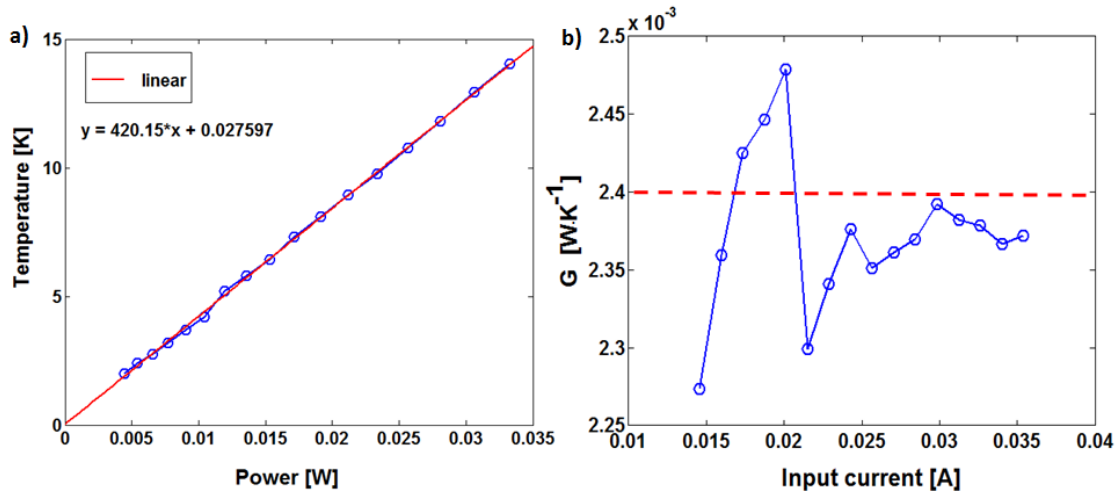 a)
Temperature [K]
15
10
5
0
linear
y = 420.15*x + 0.027597
0 0.005 0.01 0.015 0.02 0.025 0.03 0.035
Power [W]
b)
x 10⁻³
G [W.K⁻¹]
2.5
2.45
2.4
2.35
2.3
2.25
0.01 0.015 0.02 0.025 0.03 0.035 0.04
Input current [A]